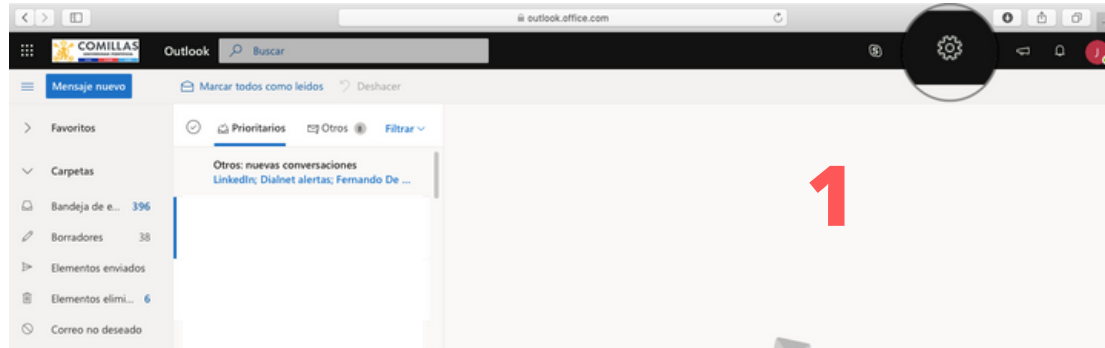 outlook.office.com
COMILLAS
Outlook
Buscar
Mensaje nuevo
Marcar todos como leídos
Deshacer
Favoritos
Prioritarios
Otros 8
Filtrar
Carpetas
Otros: nuevas conversaciones
LinkedIn; Dialnet alertas; Fernando De ...
Bandeja de e... 396
Borradores 38
Elementos enviados
Elementos elimi... 6
Correo no deseado
1
J